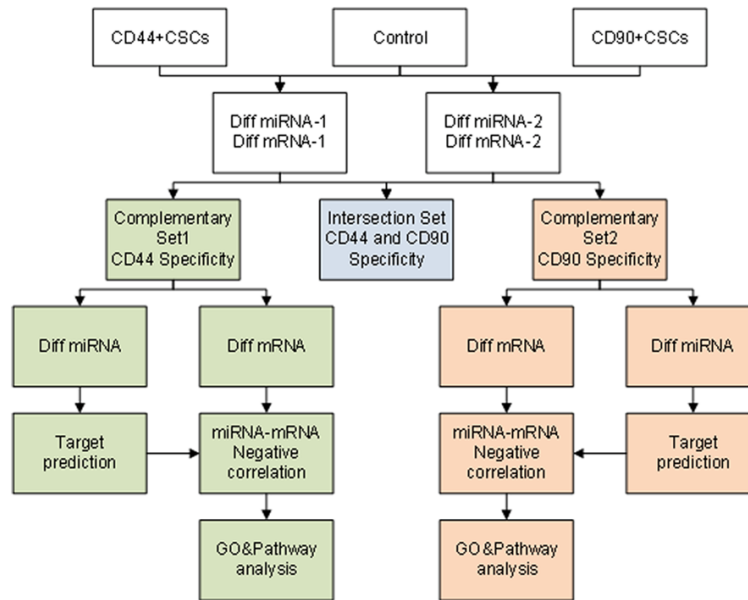 CD44+CSCs
Control
CD90+CSCs
Diff miRNA-1
Diff mRNA-1
Diff miRNA-2
Diff mRNA-2
Complementary
Set1
CD44 Specificity
Intersection Set
CD44 and CD90
Specificity
Complementary
Set2
CD90 Specificity
Diff miRNA
Diff mRNA
Diff mRNA
Diff miRNA
Target
prediction
miRNA-mRNA
Negative
correlation
miRNA-mRNA
Negative
correlation
Target
prediction
GO&Pathway
analysis
GO&Pathway
analysis